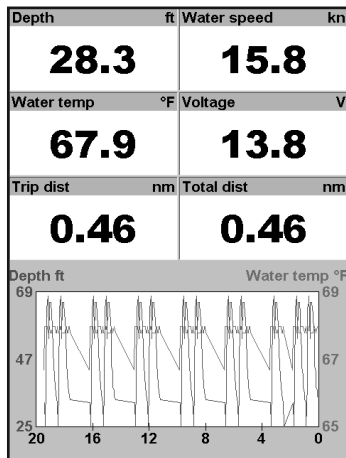 Depth ft Water speed kn
28.3 15.8
Water temp °F Voltage V
67.9 13.8
Trip dist nm Total dist nm
0.46 0.46
Depth ft Water temp °F
69 69
47 67
25 65
20 16 12 8 4 0